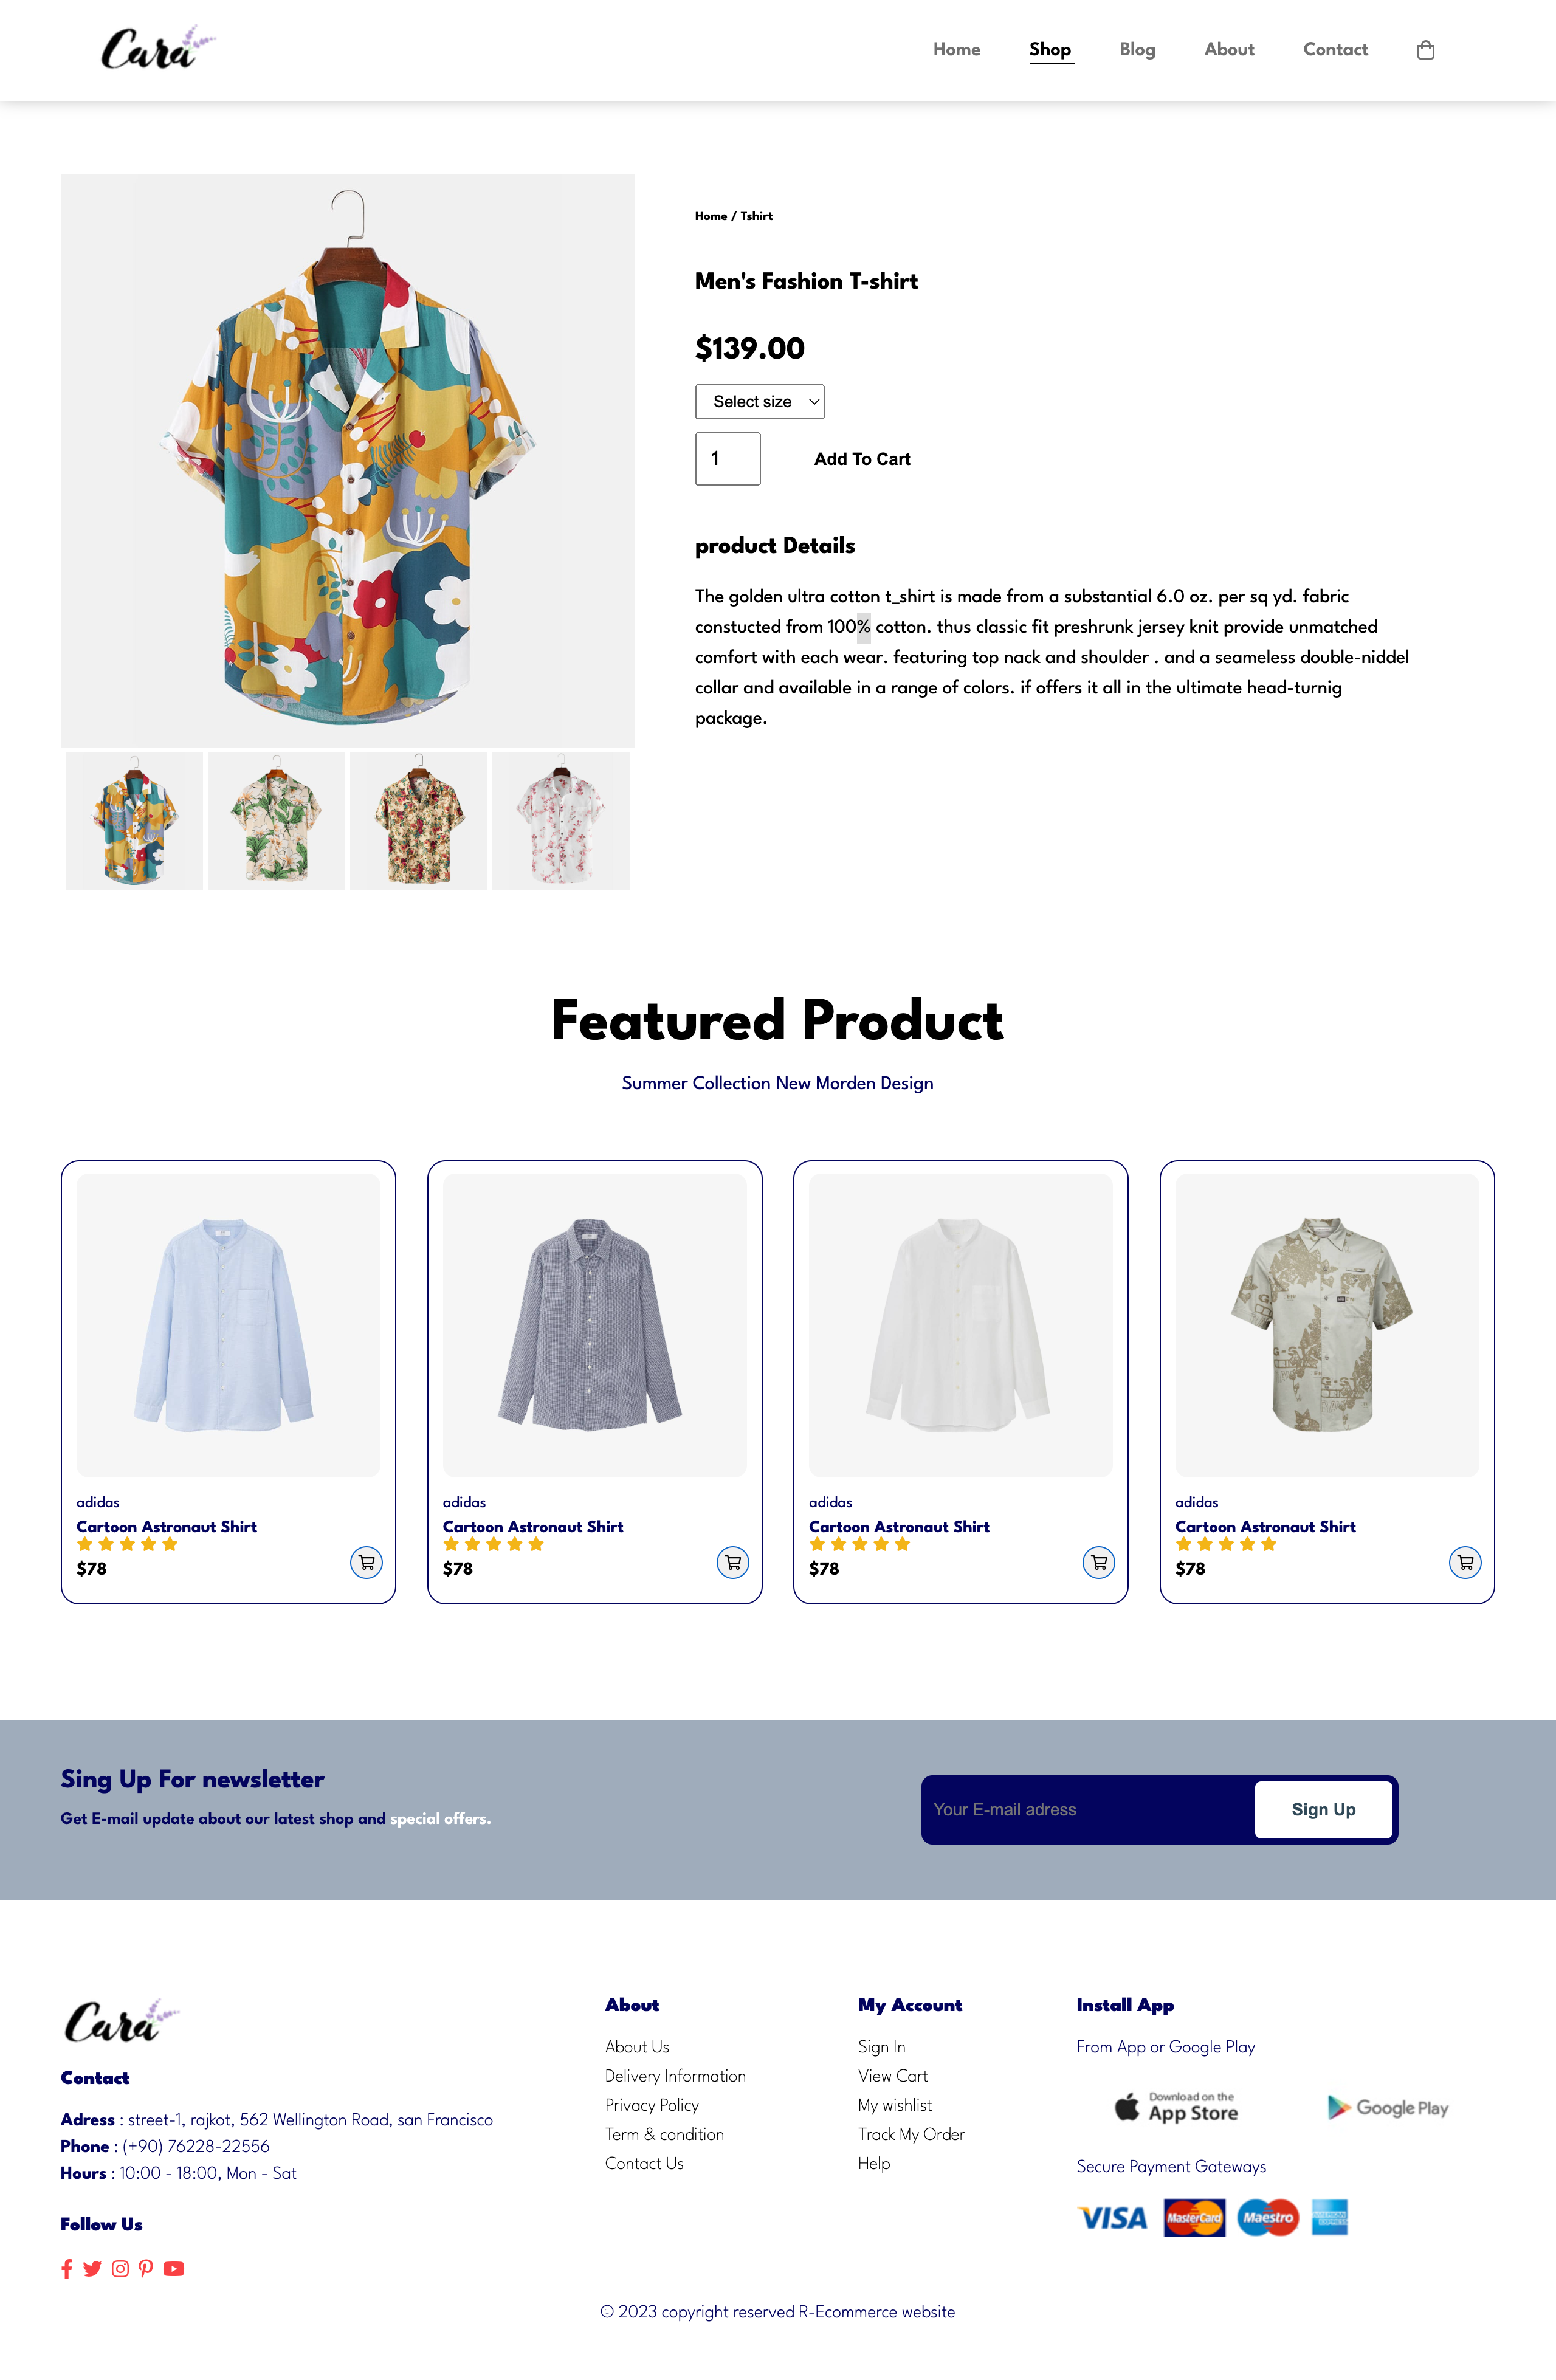 Cara
Home Shop Blog About Contact
Home / Tshirt
Men's Fashion T-shirt
$139.00
Select size
1 Add To Cart
product Details
The golden ultra cotton t_shirt is made from a substantial 6.0 oz. per sq yd. fabric
constucted from 100% cotton. thus classic fit preshrunk jersey knit provide unmatched
comfort with each wear. featuring top nack and shoulder . and a seameless double-niddel
collar and available in a range of colors. if offers it all in the ultimate head-turnig
package.
Featured Product
Summer Collection New Morden Design
adidas
Cartoon Astronaut Shirt
$78
adidas
Cartoon Astronaut Shirt
$78
adidas
Cartoon Astronaut Shirt
$78
adidas
Cartoon Astronaut Shirt
$78
Sing Up For newsletter
Get E-mail update about our latest shop and special offers.
Your E-mail adress
Sign Up
Cara
Contact
Adress : street-1, rajkot, 562 Wellington Road, san Francisco
Phone : (+90) 76228-22556
Hours : 10:00 - 18:00, Mon - Sat
Follow Us
About
About Us
Delivery Information
Privacy Policy
Term & condition
Contact Us
My Account
Sign In
View Cart
My wishlist
Track My Order
Help
Install App
From App or Google Play
Download on the
App Store
Google Play
Secure Payment Gateways
VISA MasterCard Maestro AMERICAN EXPRESS
© 2023 copyright reserved R-Ecommerce website